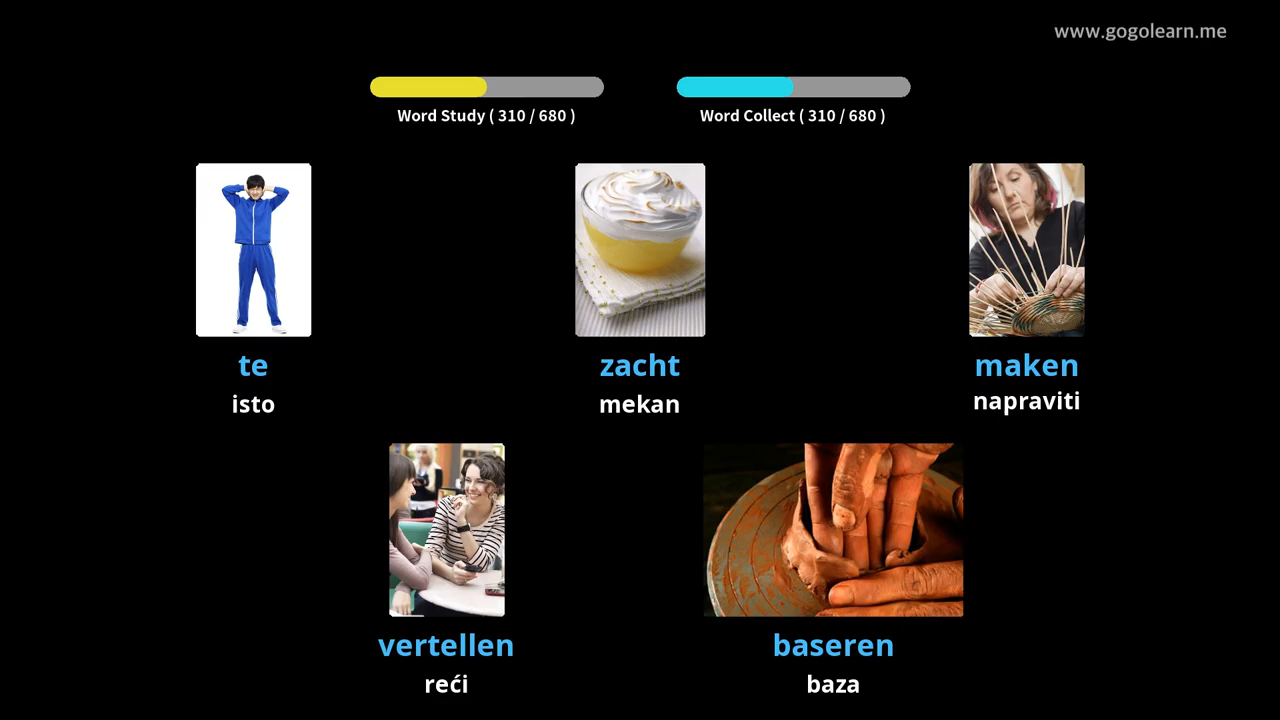 www.gogolearn.me
Word Study ( 310 / 680 )
Word Collect ( 310 / 680 )
te
isto
zacht
mekan
maken
napraviti
vertellen
reći
baseren
baza